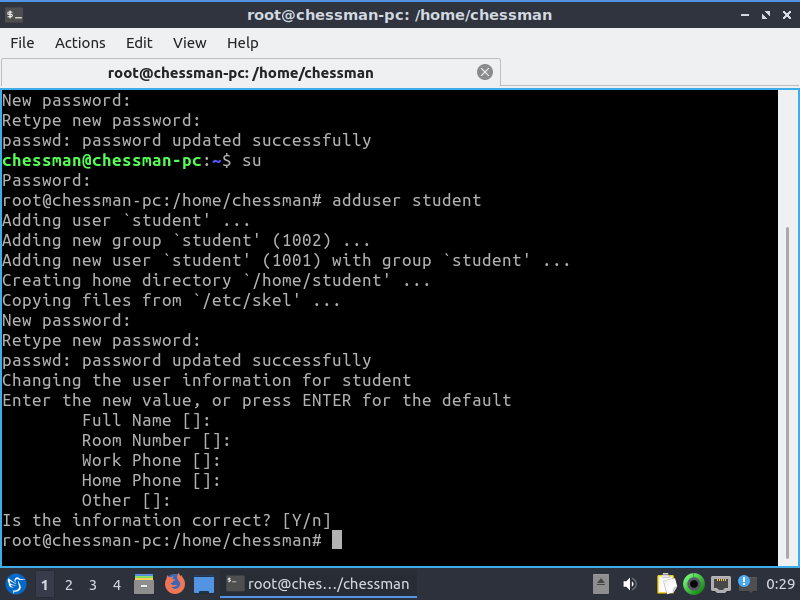 root@chessman-pc: /home/chessman
File Actions Edit View Help
root@chessman-pc: /home/chessman
New password:
Retype new password:
passwd: password updated successfully
chessman@chessman-pc:~$ su
Password:
root@chessman-pc:/home/chessman# adduser student
Adding user `student' ...
Adding new group `student' (1002) ...
Adding new user `student' (1001) with group `student' ...
Creating home directory `/home/student' ...
Copying files from `/etc/skel' ...
New password:
Retype new password:
passwd: password updated successfully
Changing the user information for student
Enter the new value, or press ENTER for the default
Full Name []:
Room Number []:
Work Phone []:
Home Phone []:
Other []:
Is the information correct? [Y/n]
root@chessman-pc:/home/chessman#
1 2 3 4 root@ches…/chessman 0:29